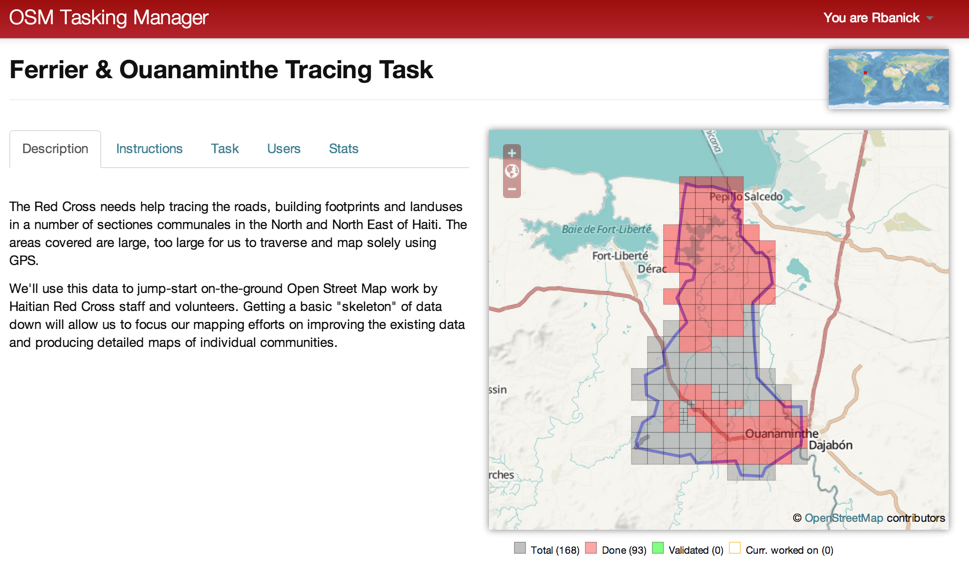 OSM Tasking Manager
You are Rbanick
Ferrier & Ouanaminthe Tracing Task
Description
Instructions
Task
Users
Stats
The Red Cross needs help tracing the roads, building footprints and landuses
in a number of sectiones communales in the North and North East of Haiti. The
areas covered are large, too large for us to traverse and map solely using
GPS.
We'll use this data to jump-start on-the-ground Open Street Map work by
Haitian Red Cross staff and volunteers. Getting a basic "skeleton" of data
down will allow us to focus our mapping efforts on improving the existing data
and producing detailed maps of individual communities.
+
−
icana
Pepillo Salcedo
Baie de Fort-Liberté
Fort-Liberté
Dérac
ssin
Ouanaminthe
Dajabón
rches
© OpenStreetMap contributors
Total (168)
Done (93)
Validated (0)
Curr. worked on (0)